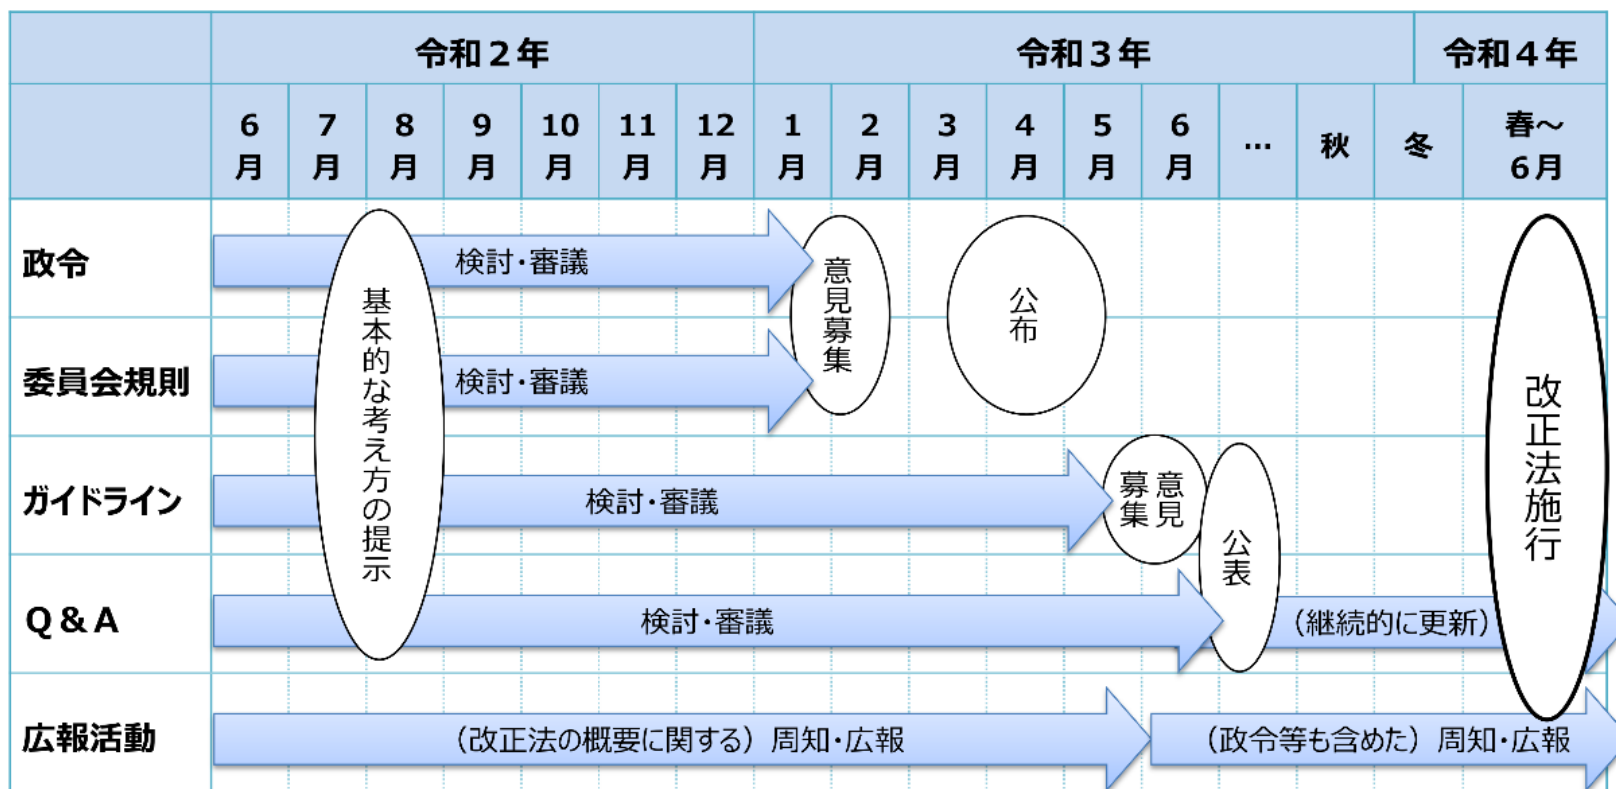 令和２年
令和３年
令和４年
6月
7月
8月
9月
10月
11月
12月
1月
2月
3月
4月
5月
6月
…
秋
冬
春～
６月
政令
検討・審議
委員会規則
検討・審議
ガイドライン
検討・審議
Ｑ＆Ａ
検討・審議
（継続的に更新）
広報活動
（改正法の概要に関する）周知・広報
（政令等も含めた）周知・広報
基本的な考え方の提示
意見募集
公布
意見
募集
公表
改正法施行